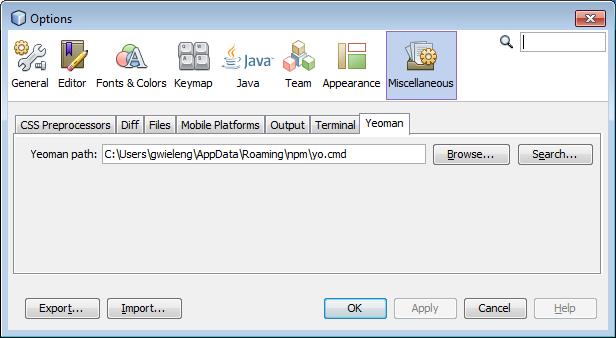 Options
General Editor Fonts & Colors Keymap Java Team Appearance Miscellaneous
CSS Preprocessors Diff Files Mobile Platforms Output Terminal Yeoman
Yeoman path: C:\Users\gwieleng\AppData\Roaming\npm\yo.cmd Browse... Search...
Export... Import... OK Apply Cancel Help